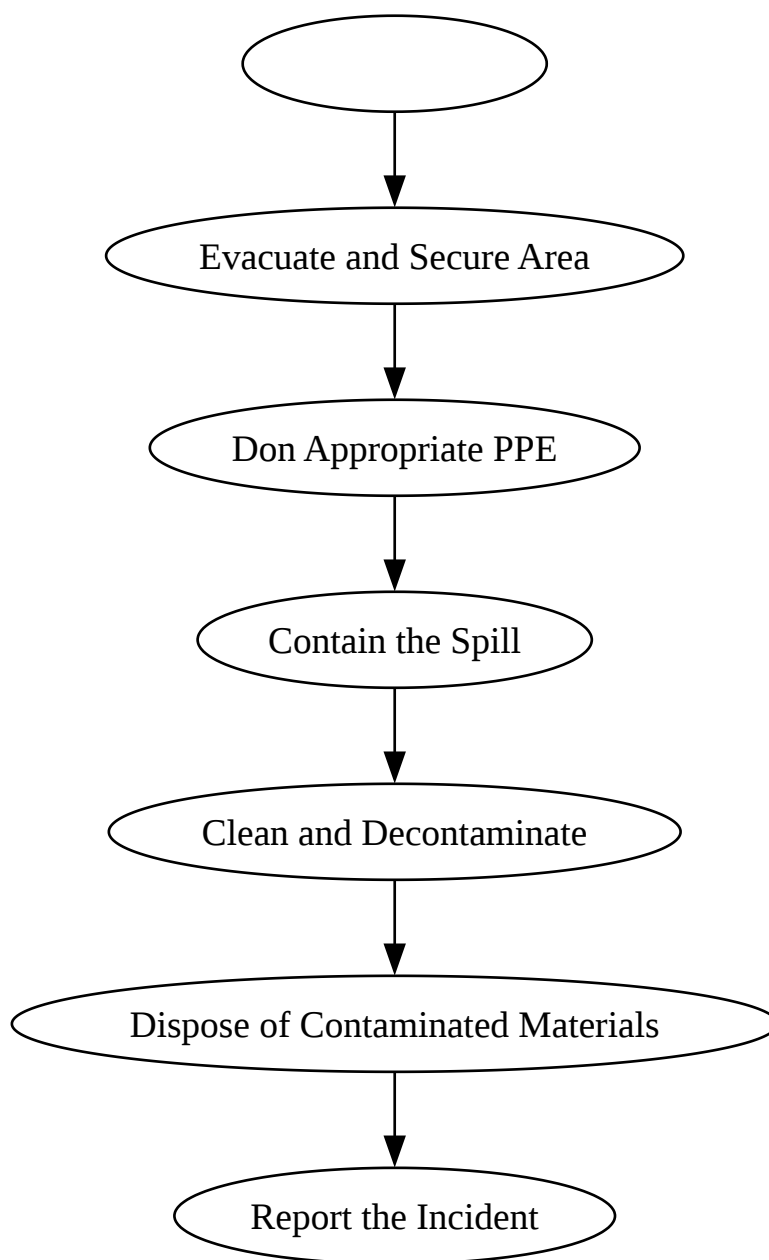 Evacuate and Secure Area
Don Appropriate PPE
Contain the Spill
Clean and Decontaminate
Dispose of Contaminated Materials
Report the Incident